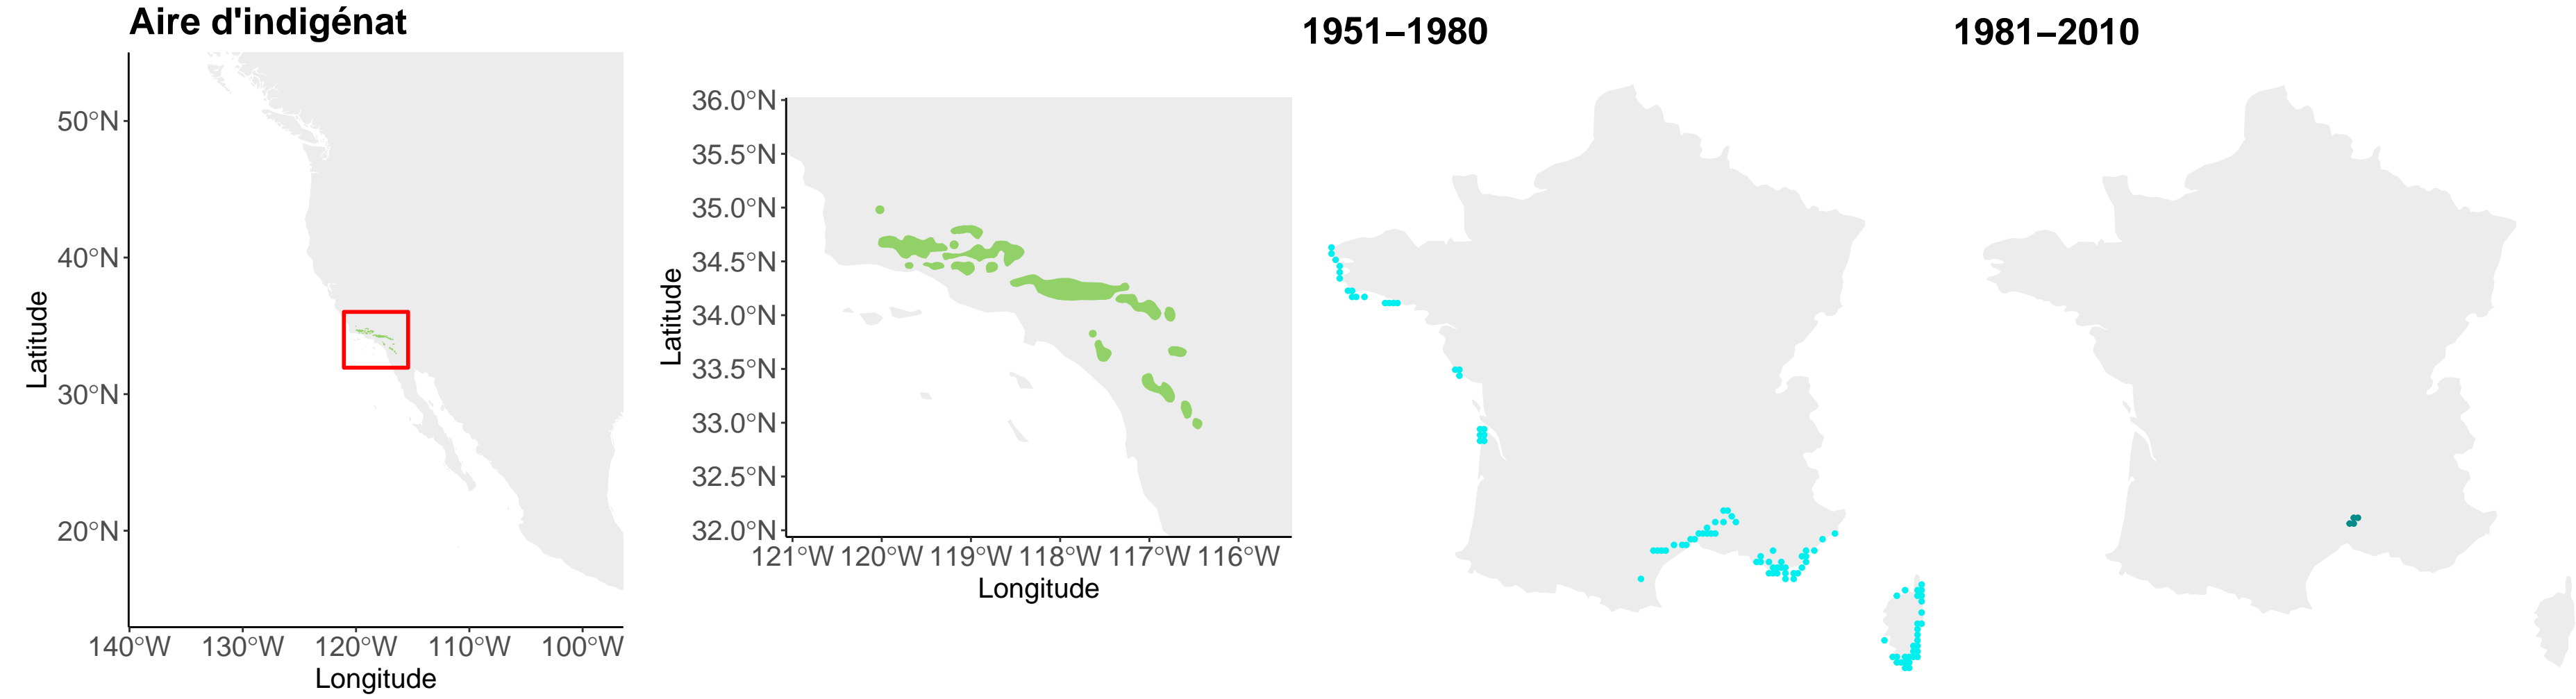 Aire d'indigénat
1951–1980
1981–2010
50°N
40°N
30°N
20°N
Latitude
140°W 130°W 120°W 110°W 100°W
Longitude
36.0°N
35.5°N
35.0°N
34.5°N
34.0°N
33.5°N
33.0°N
32.5°N
32.0°N
Latitude
121°W 120°W 119°W 118°W 117°W 116°W
Longitude